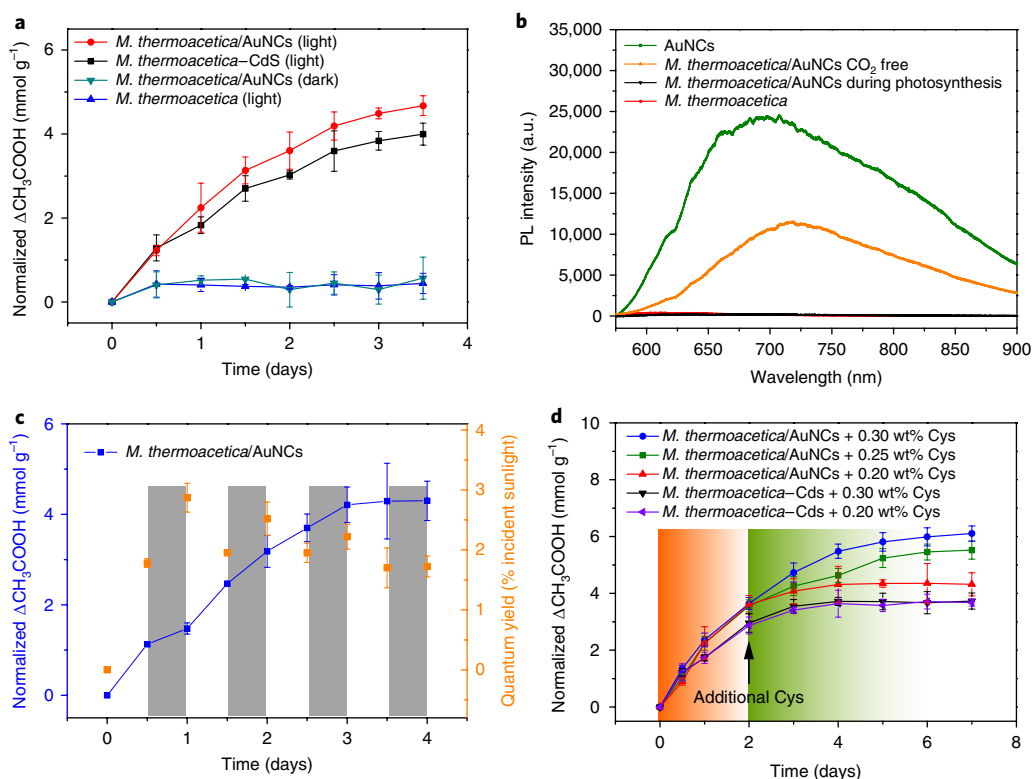 a
Normalized ΔCH₃COOH (mmol g⁻¹)
6
4
2
0
M. thermoacetica/AuNCs (light)
M. thermoacetica–CdS (light)
M. thermoacetica/AuNCs (dark)
M. thermoacetica (light)
0 1 2 3 4
Time (days)
b
PL intensity (a.u.)
35,000
30,000
25,000
20,000
15,000
10,000
5,000
0
AuNCs
M. thermoacetica/AuNCs CO₂ free
M. thermoacetica/AuNCs during photosynthesis
M. thermoacetica
600 650 700 750 800 850 900
Wavelength (nm)
c
Normalized ΔCH₃COOH (mmol g⁻¹)
6
4
2
0
M. thermoacetica/AuNCs
4
3
2
1
0
Quantum yield (% incident sunlight)
0 1 2 3 4
Time (days)
d
Normalized ΔCH₃COOH (mmol g⁻¹)
10
8
6
4
2
0
M. thermoacetica/AuNCs + 0.30 wt% Cys
M. thermoacetica/AuNCs + 0.25 wt% Cys
M. thermoacetica/AuNCs + 0.20 wt% Cys
M. thermoacetica–Cds + 0.30 wt% Cys
M. thermoacetica–Cds + 0.20 wt% Cys
Additional Cys
0 2 4 6 8
Time (days)